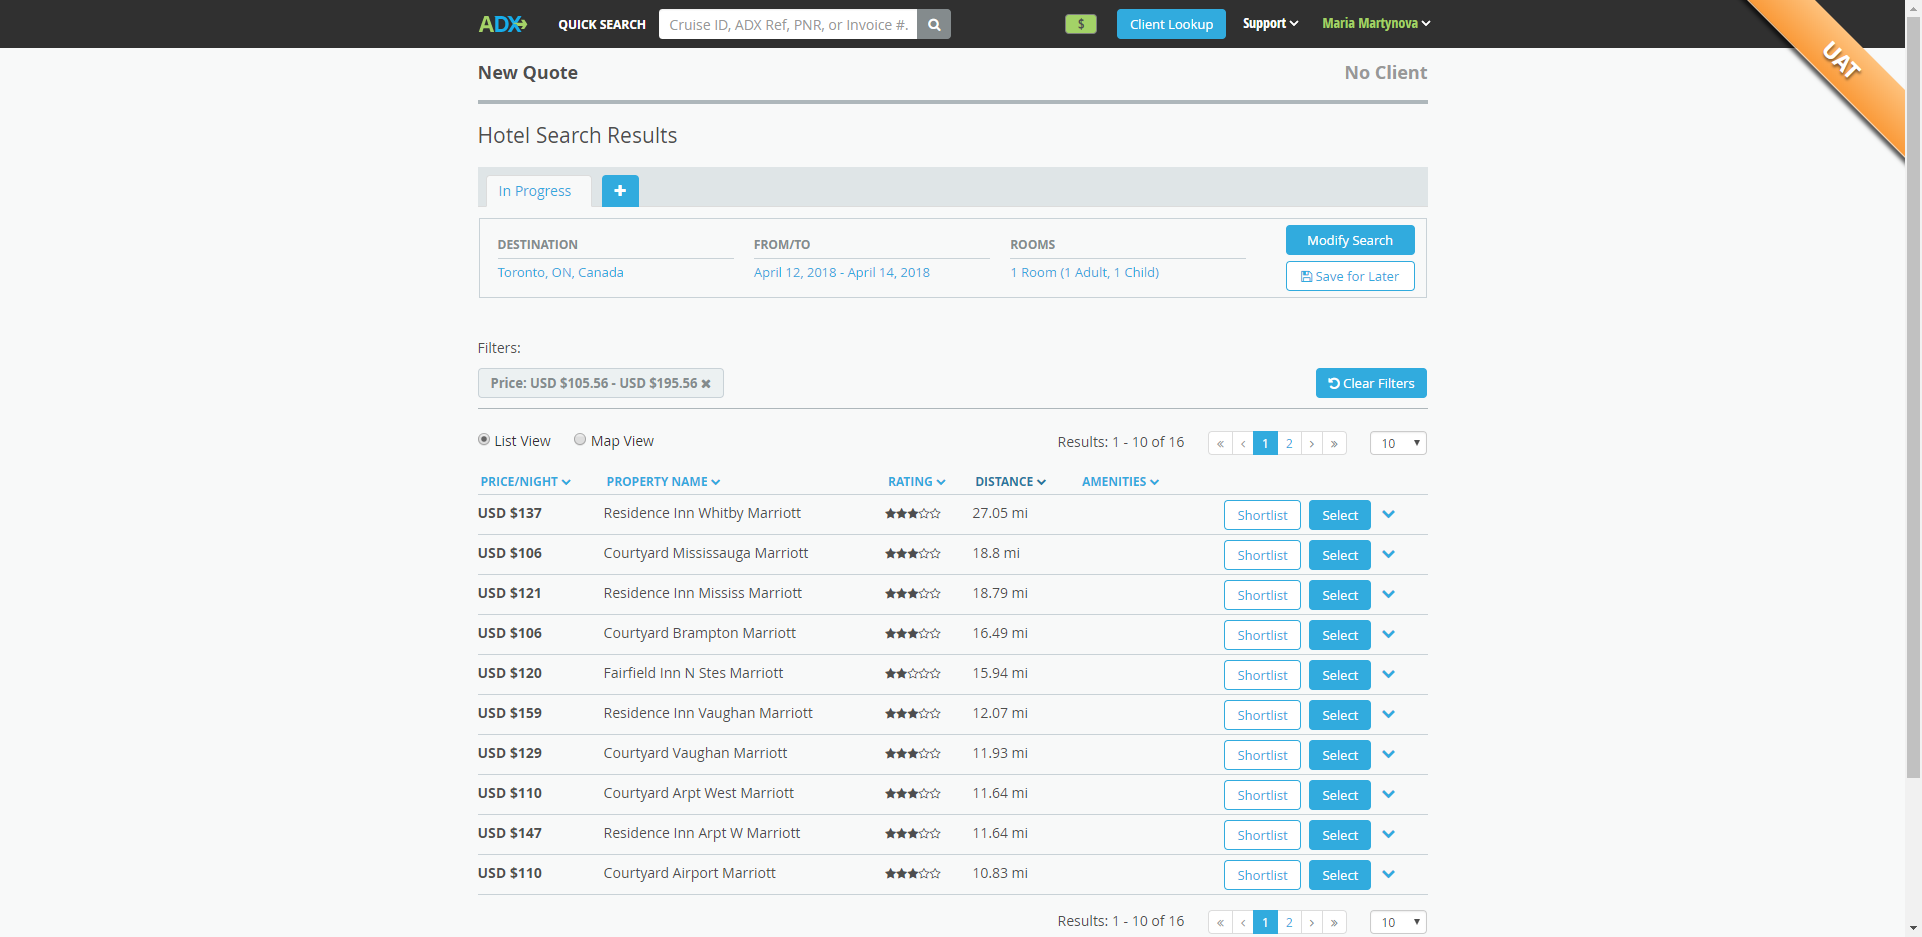 ADX QUICK SEARCH Cruise ID, ADX Ref, PNR, or Invoice #. $ Client Lookup Support Maria Martynova
UAT
New Quote No Client
Hotel Search Results
In Progress +
DESTINATION FROM/TO ROOMS Modify Search
Toronto, ON, Canada April 12, 2018 - April 14, 2018 1 Room (1 Adult, 1 Child) Save for Later
Filters:
Price: USD $105.56 - USD $195.56 Clear Filters
List View Map View Results: 1 - 10 of 16 « ‹ 1 2 › » 10
PRICE/NIGHT PROPERTY NAME RATING DISTANCE AMENITIES
USD $137 Residence Inn Whitby Marriott 27.05 mi Shortlist Select
USD $106 Courtyard Mississauga Marriott 18.8 mi Shortlist Select
USD $121 Residence Inn Mississ Marriott 18.79 mi Shortlist Select
USD $106 Courtyard Brampton Marriott 16.49 mi Shortlist Select
USD $120 Fairfield Inn N Stes Marriott 15.94 mi Shortlist Select
USD $159 Residence Inn Vaughan Marriott 12.07 mi Shortlist Select
USD $129 Courtyard Vaughan Marriott 11.93 mi Shortlist Select
USD $110 Courtyard Arpt West Marriott 11.64 mi Shortlist Select
USD $147 Residence Inn Arpt W Marriott 11.64 mi Shortlist Select
USD $110 Courtyard Airport Marriott 10.83 mi Shortlist Select
Results: 1 - 10 of 16 « ‹ 1 2 › » 10